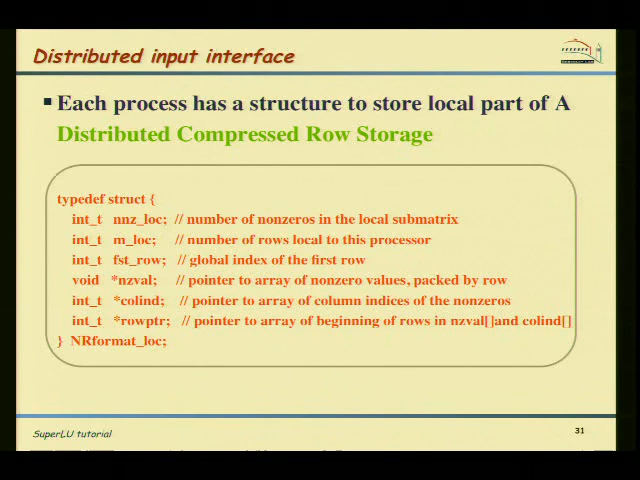 Distributed input interface
Each process has a structure to store local part of A
Distributed Compressed Row Storage
typedef struct {
int_t nnz_loc; // number of nonzeros in the local submatrix
int_t m_loc; // number of rows local to this processor
int_t fst_row; // global index of the first row
void *nzval; // pointer to array of nonzero values, packed by row
int_t *colind; // pointer to array of column indices of the nonzeros
int_t *rowptr; // pointer to array of beginning of rows in nzval[]and colind[]
} NRformat_loc;
SuperLU tutorial
31